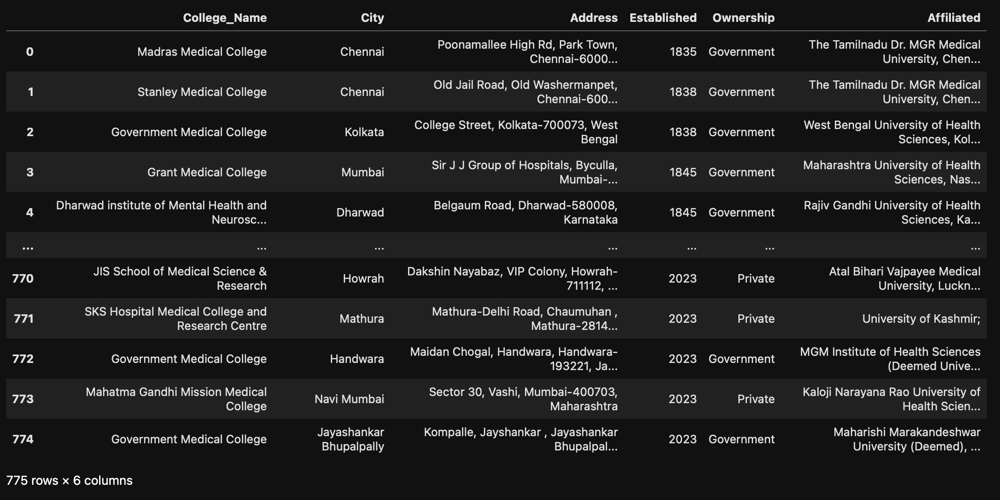 College_Name City Address Established Ownership Affiliated
0 Madras Medical College Chennai Poonamallee High Rd, Park Town, Chennai-6000... 1835 Government The Tamilnadu Dr. MGR Medical University, Chen...
1 Stanley Medical College Chennai Old Jail Road, Old Washermanpet, Chennai-600... 1838 Government The Tamilnadu Dr. MGR Medical University, Chen...
2 Government Medical College Kolkata College Street, Kolkata-700073, West Bengal 1838 Government West Bengal University of Health Sciences, Kol...
3 Grant Medical College Mumbai Sir J J Group of Hospitals, Byculla, Mumbai-... 1845 Government Maharashtra University of Health Sciences, Nas...
4 Dharwad institute of Mental Health and Neurosc... Dharwad Belgaum Road, Dharwad-580008, Karnataka 1845 Government Rajiv Gandhi University of Health Sciences, Ka...
... ... ... ... ... ... ...
770 JIS School of Medical Science & Research Howrah Dakshin Nayabaz, VIP Colony, Howrah-711112, ... 2023 Private Atal Bihari Vajpayee Medical University, Luckn...
771 SKS Hospital Medical College and Research Centre Mathura Mathura-Delhi Road, Chaumuhan , Mathura-2814... 2023 Private University of Kashmir;
772 Government Medical College Handwara Maidan Chogal, Handwara, Handwara-193221, Ja... 2023 Government MGM Institute of Health Sciences (Deemed Unive...
773 Mahatma Gandhi Mission Medical College Navi Mumbai Sector 30, Vashi, Mumbai-400703, Maharashtra 2023 Private Kaloji Narayana Rao University of Health Scien...
774 Government Medical College Jayashankar Bhupalpally Kompalle, Jayshankar , Jayashankar Bhupalpal... 2023 Government Maharishi Marakandeshwar University (Deemed), ...
775 rows × 6 columns